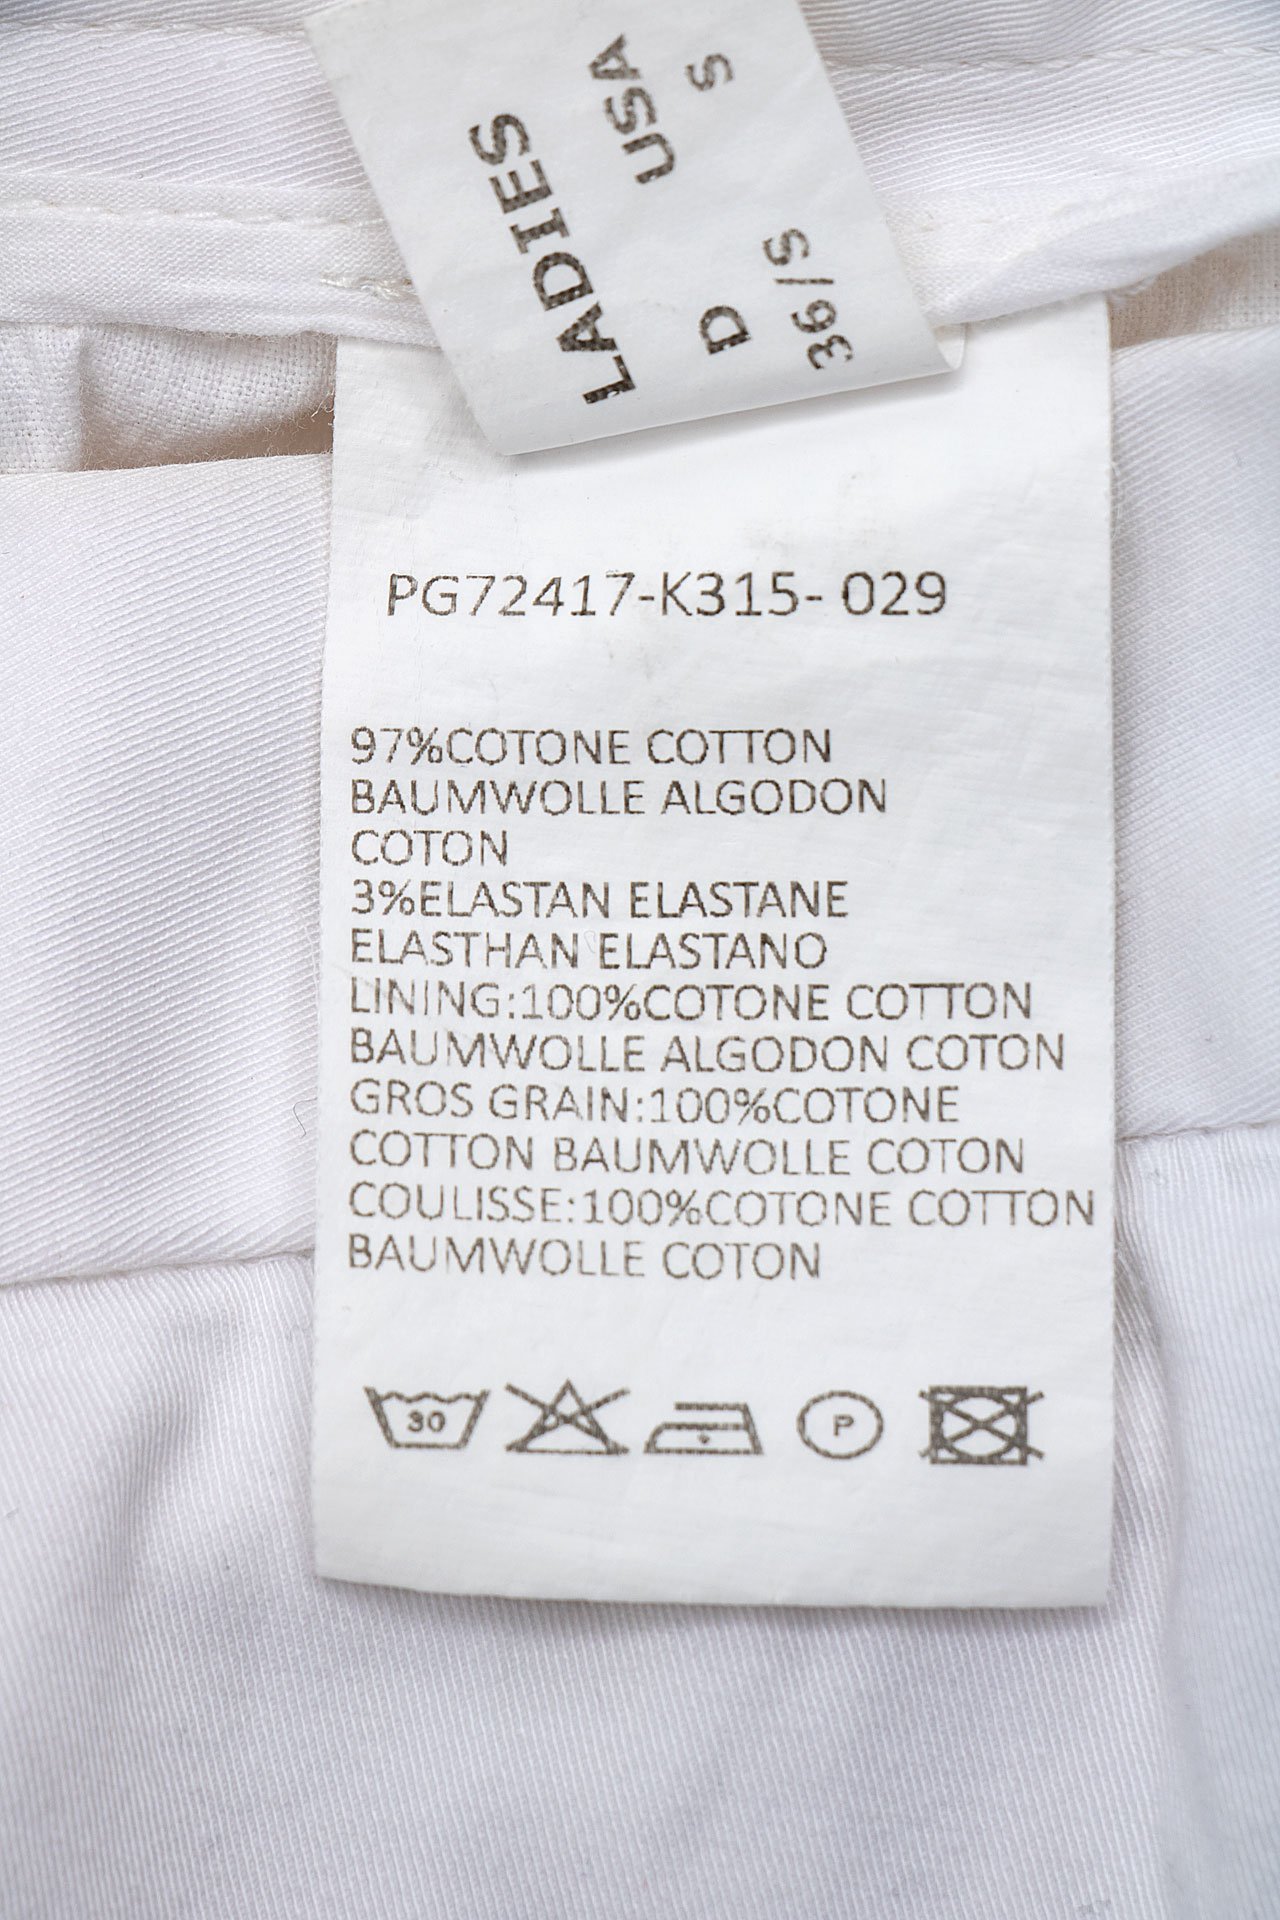 LADIES
USA S
D 36/S
PG72417-K315- 029
97%COTONE COTTON
BAUMWOLLE ALGODON
COTON
3%ELASTAN ELASTANE
ELASTHAN ELASTANO
LINING:100%COTONE COTTON
BAUMWOLLE ALGODON COTON
GROS GRAIN:100%COTONE
COTTON BAUMWOLLE COTON
COULISSE:100%COTONE COTTON
BAUMWOLLE COTON
30 P